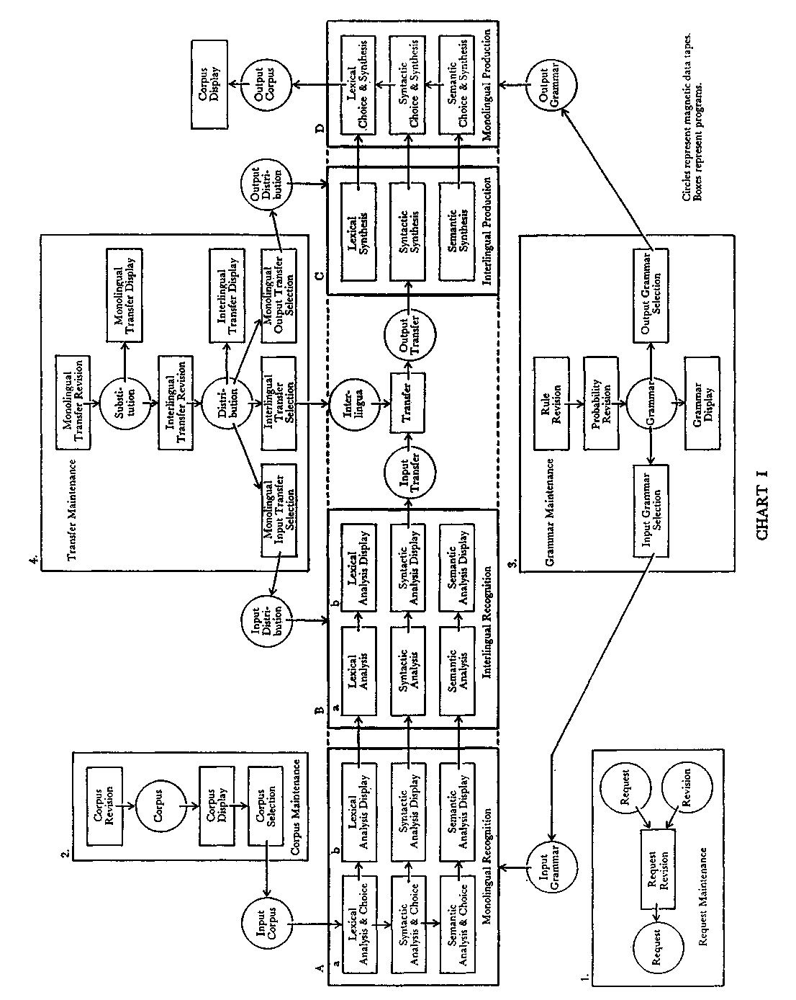 2.
Corpus
Revision
Corpus
Corpus
Display
Corpus
Selection
Corpus Maintenance
Input
Corpus
4.
Transfer Maintenance
Monolingual
Transfer Revision
Substi-
tution
Monolingual
Transfer Display
Interlingual
Transfer Revision
Distri-
bution
Interlingual
Transfer Display
Monolingual
Input Transfer
Selection
Interlingual
Transfer
Selection
Monolingual
Output Transfer
Selection
Input
Distri-
bution
Output
Distri-
bution
Corpus
Display
Output
Corpus
A
a
Lexical
Analysis & Choice
b
Lexical
Analysis Display
Syntactic
Analysis & Choice
Syntactic
Analysis Display
Semantic
Analysis & Choice
Semantic
Analysis Display
Monolingual Recognition
B
a
Lexical
Analysis
b
Lexical
Analysis Display
Syntactic
Analysis
Syntactic
Analysis Display
Semantic
Analysis
Semantic
Analysis Display
Interlingual Recognition
Input
Transfer
Inter-
lingua
Transfer
Output
Transfer
C
Lexical
Synthesis
Syntactic
Synthesis
Semantic
Synthesis
Interlingual Production
D
Lexical
Choice & Synthesis
Syntactic
Choice & Synthesis
Semantic
Choice & Synthesis
Monolingual Production
Input
Grammar
Output
Grammar
1.
Request
Request
Revision
Request
Revision
Request Maintenance
3.
Grammar Maintenance
Rule
Revision
Probability
Revision
Grammar
Input Grammar
Selection
Output Grammar
Selection
Grammar
Display
Circles represent magnetic data tapes.
Boxes represent programs.
CHART I